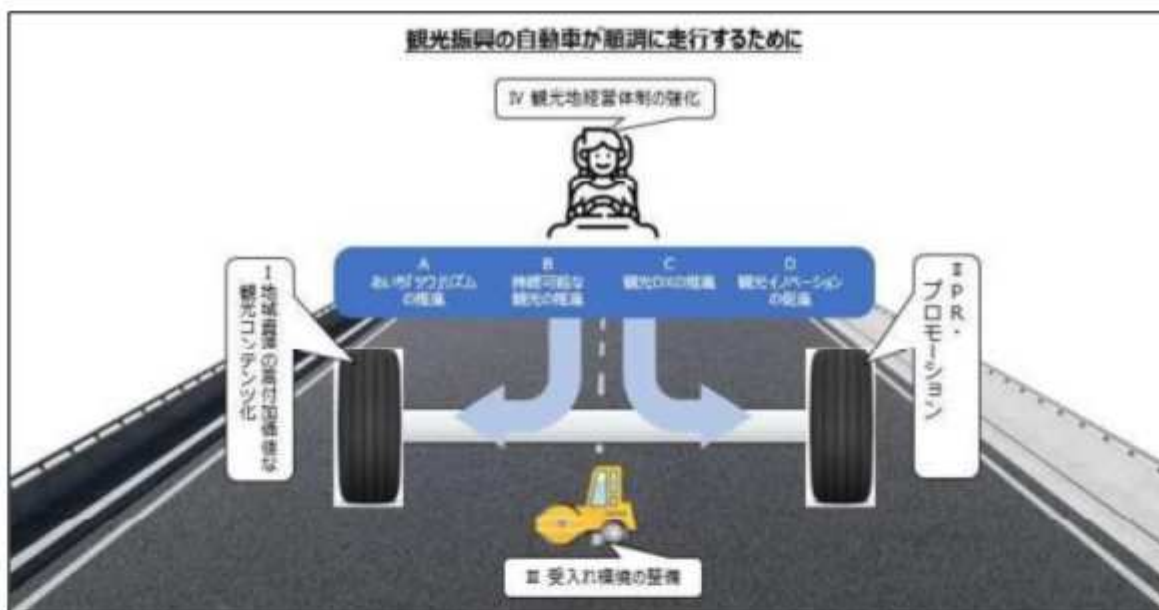 観光振興の自動車が順調に走行するために
Ⅳ 観光地経営体制の強化
A
あいち「ツウ」リズム
の推進
B
持続可能な
観光の推進
C
観光DXの推進
D
観光イノベーション
の促進
Ⅰ 地域資源の高付加価値な
観光コンテンツ化
Ⅱ PR・
プロモーション
Ⅲ 受入れ環境の整備